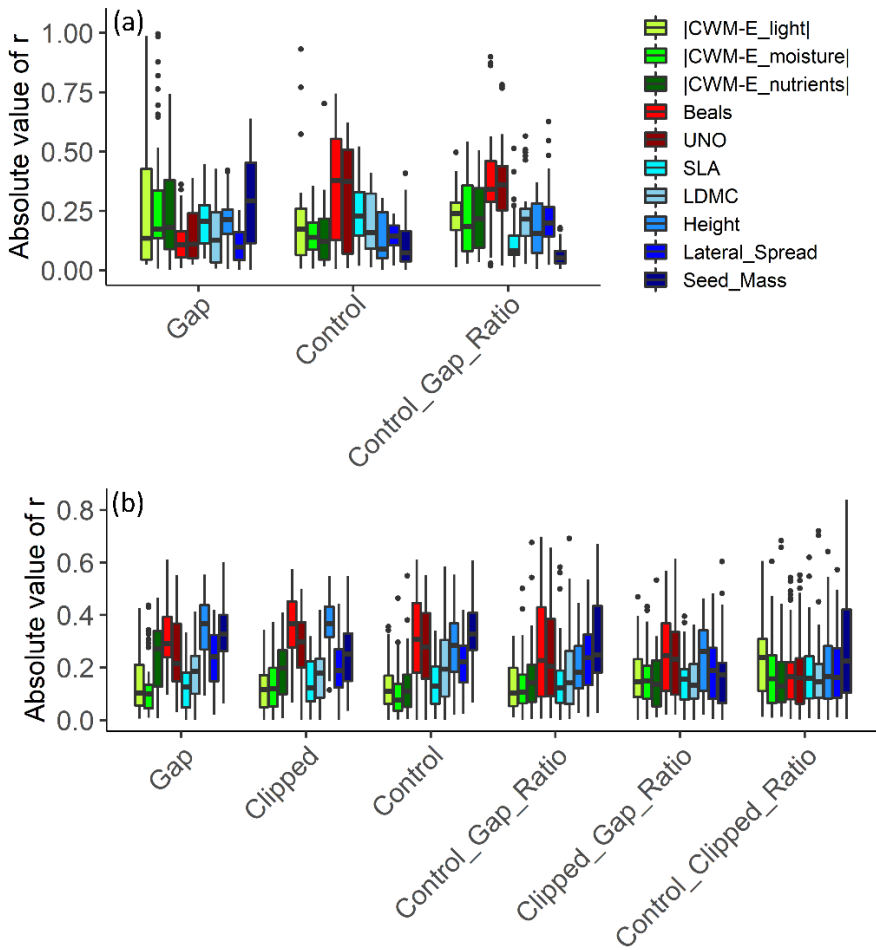 (a)
Absolute value of r
1.00
0.75
0.50
0.25
0.00
Gap
Control
Control_Gap_Ratio
|CWM-E_light|
|CWM-E_moisture|
|CWM-E_nutrients|
Beals
UNO
SLA
LDMC
Height
Lateral_Spread
Seed_Mass
(b)
Absolute value of r
0.8
0.6
0.4
0.2
0.0
Gap
Clipped
Control
Control_Gap_Ratio
Clipped_Gap_Ratio
Control_Clipped_Ratio